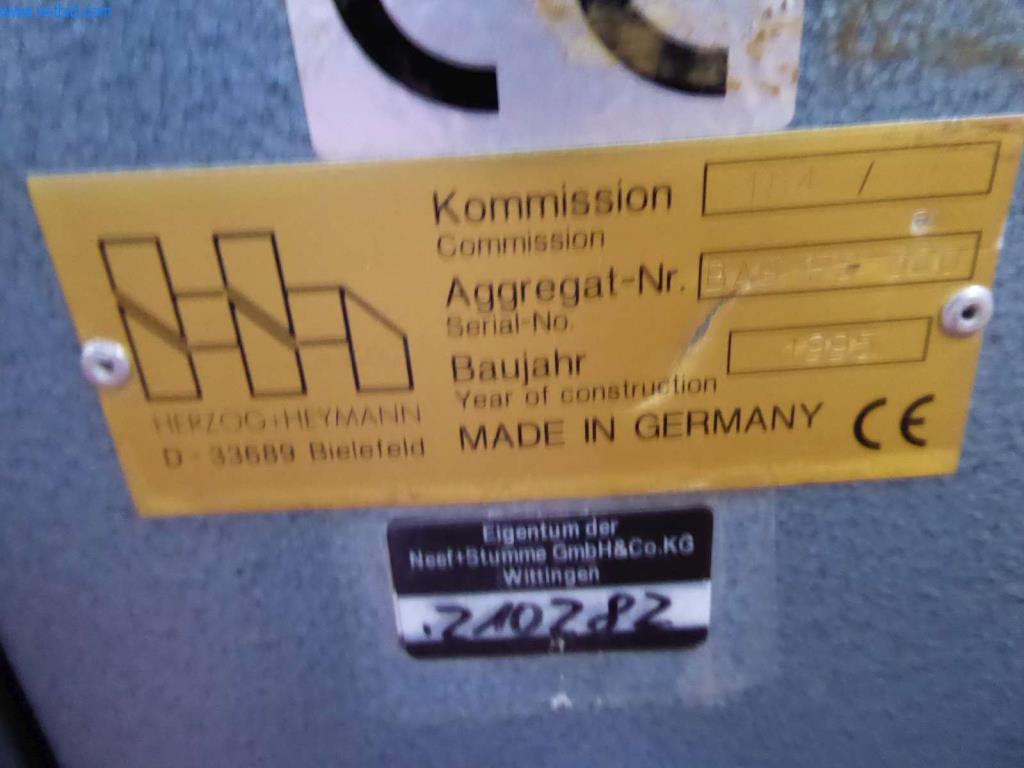 Kommission
Commission
Aggregat-Nr.
Serial-No.
Baujahr 1995
Year of construction
MADE IN GERMANY CE
HERZOG+HEYMANN
D - 33689 Bielefeld
Eigentum der
Neef+Stumme GmbH&Co.KG
Wittingen
210282